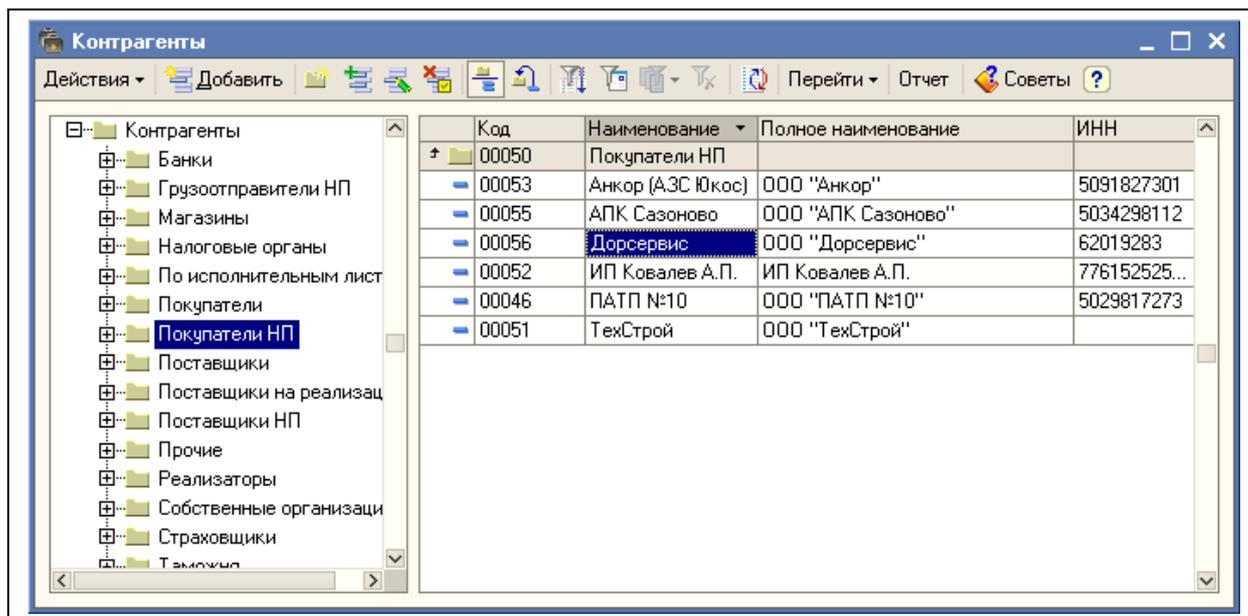 Контрагенты
Действия Добавить Перейти Отчет Советы ?
Контрагенты
Банки
Грузоотправители НП
Магазины
Налоговые органы
По исполнительным лист
Покупатели
Покупатели НП
Поставщики
Поставщики на реализац
Поставщики НП
Прочие
Реализаторы
Собственные организаци
Страховщики
Таможня
Код Наименование Полное наименование ИНН
00050 Покупатели НП
00053 Анкор (АЗС Юкос) ООО "Анкор" 5091827301
00055 АПК Сазоново ООО "АПК Сазоново" 5034298112
00056 Дорсервис ООО "Дорсервис" 62019283
00052 ИП Ковалев А.П. ИП Ковалев А.П. 776152525...
00046 ПАТП №10 ООО "ПАТП №10" 5029817273
00051 ТехСтрой ООО "ТехСтрой"